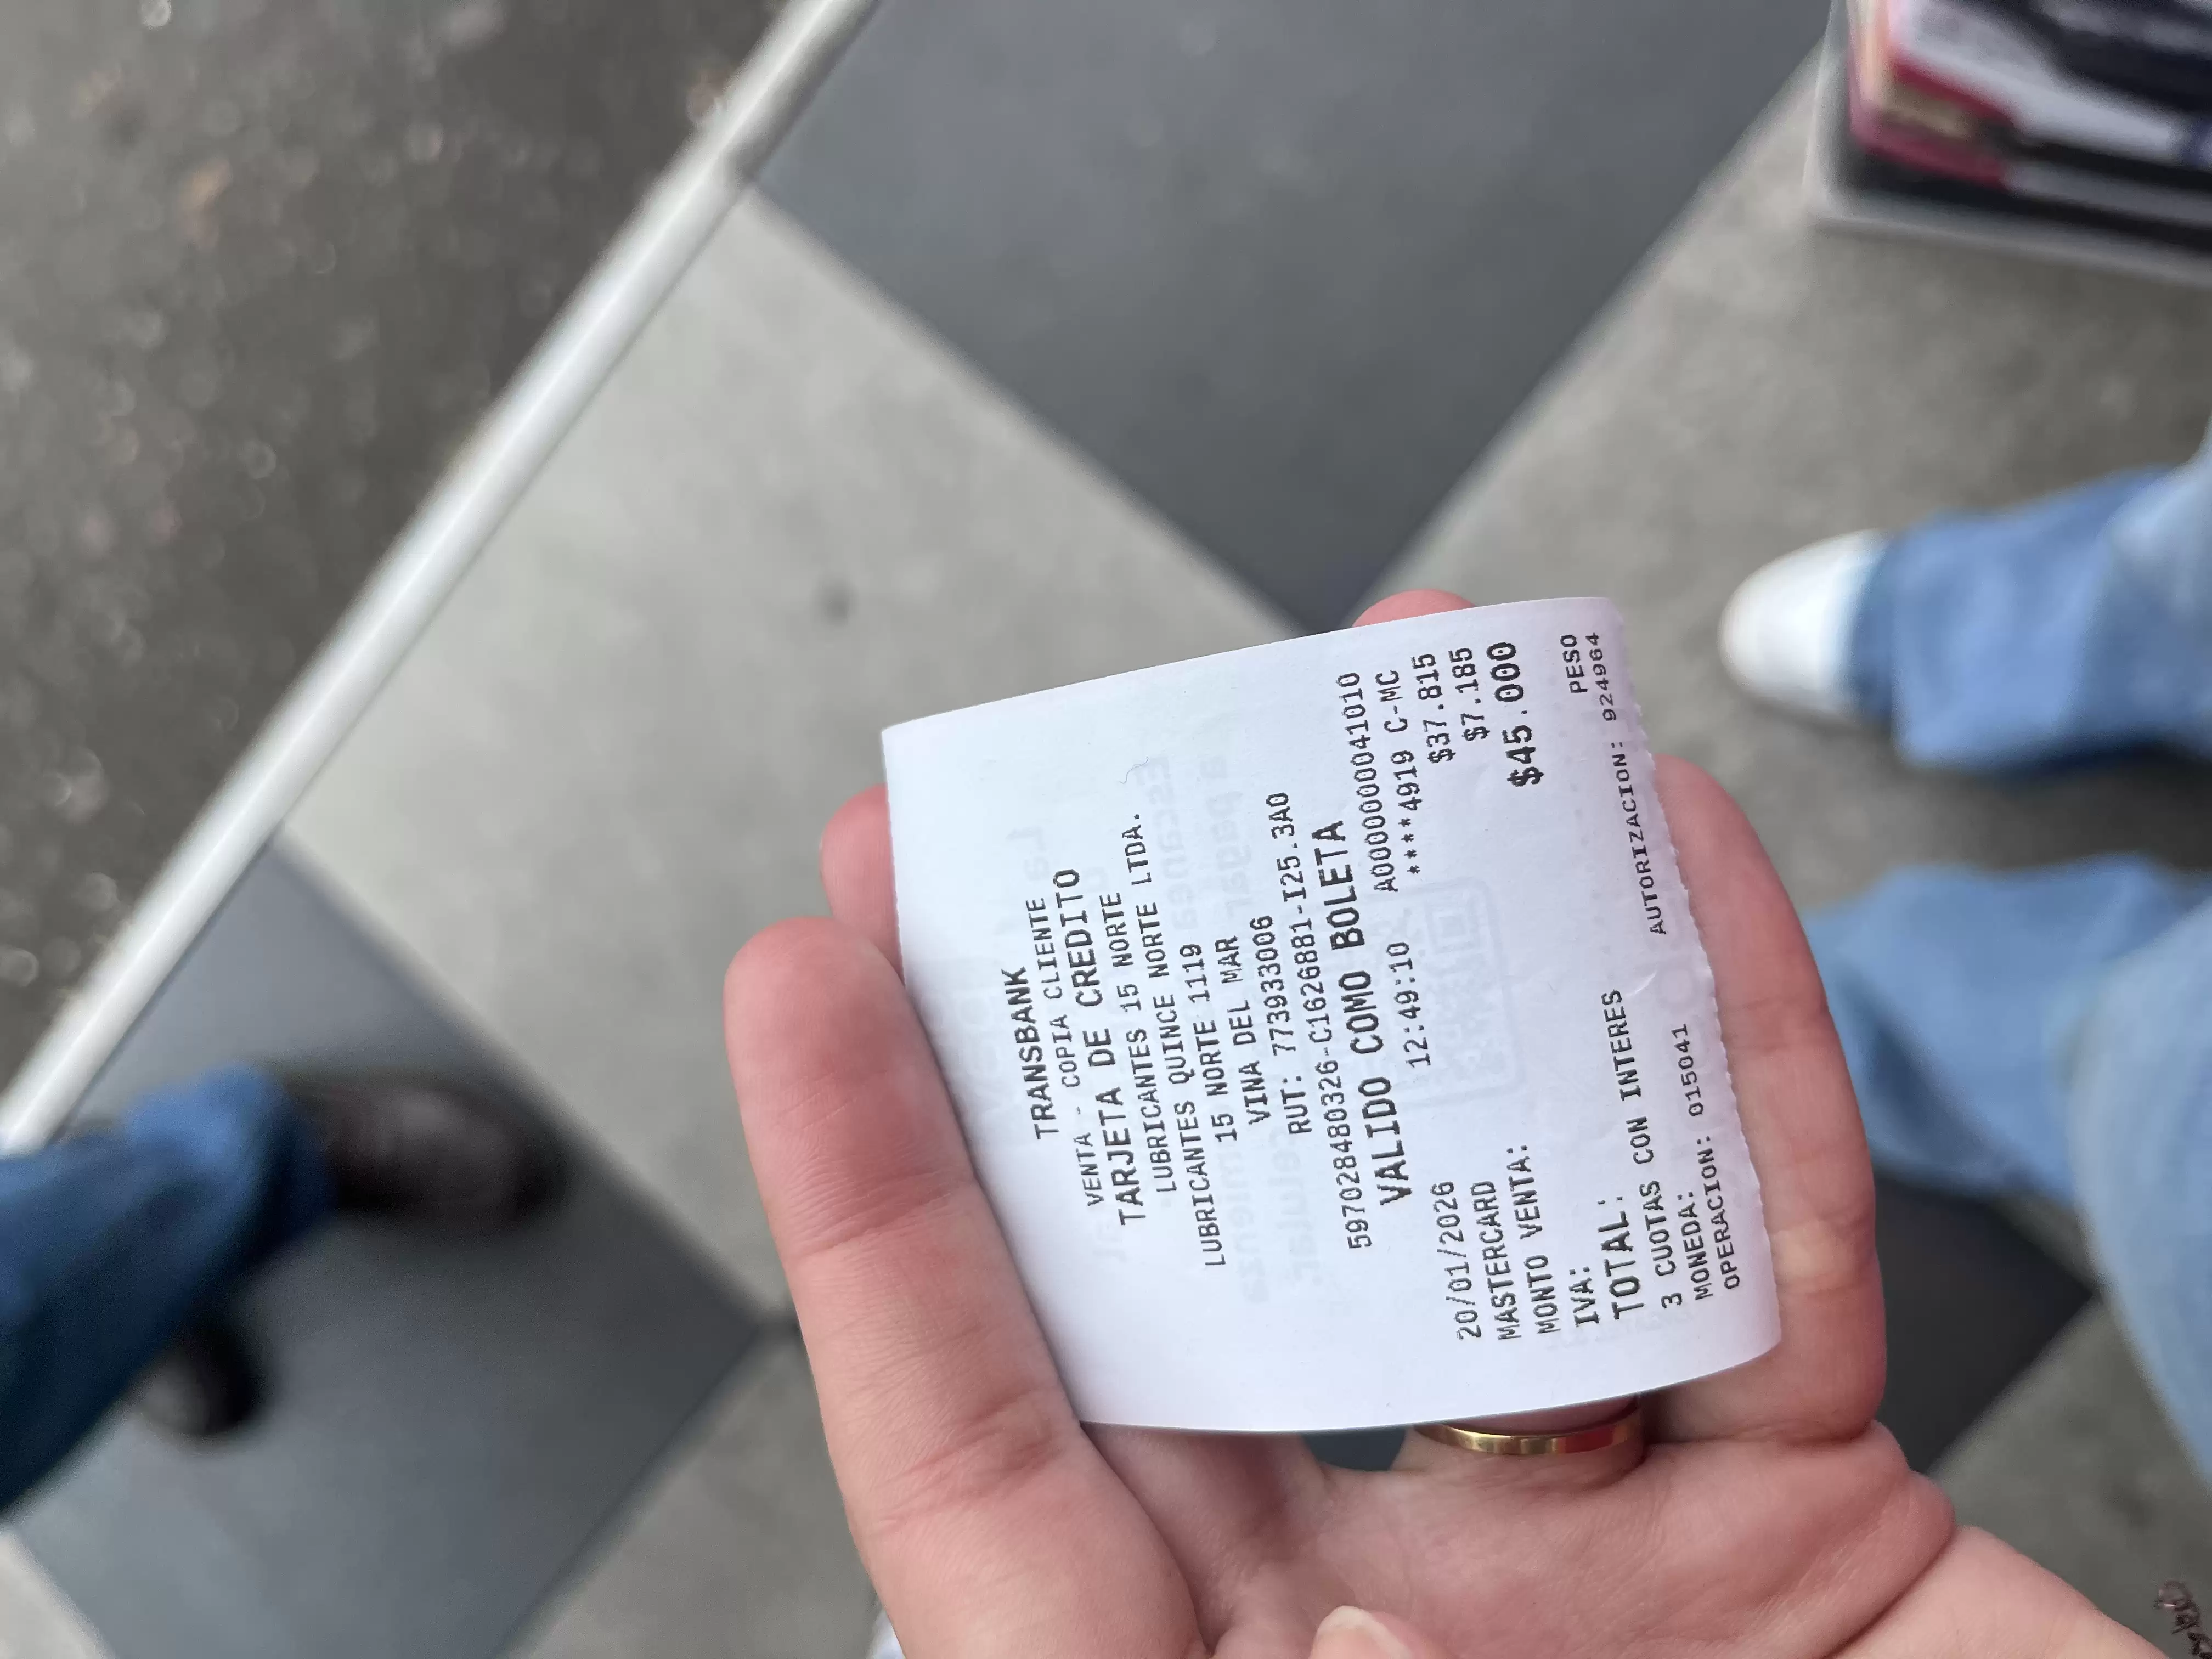 TRANSBANK
VENTA - COPIA CLIENTE
TARJETA DE CREDITO
LUBRICANTES 15 NORTE
LUBRICANTES QUINCE NORTE LTDA.
15 NORTE 1119
VINA DEL MAR
RUT: 773933006
597028480326-C1626881-I25.3A0
VALIDO COMO BOLETA
20/01/2026 12:49:10 A0000000041010
MASTERCARD ****4919 C-MC
MONTO VENTA: $37.815
IVA: $7.185
TOTAL: $45.000
3 CUOTAS CON INTERES
MONEDA: PESO
OPERACION: 015041 AUTORIZACION: 924964